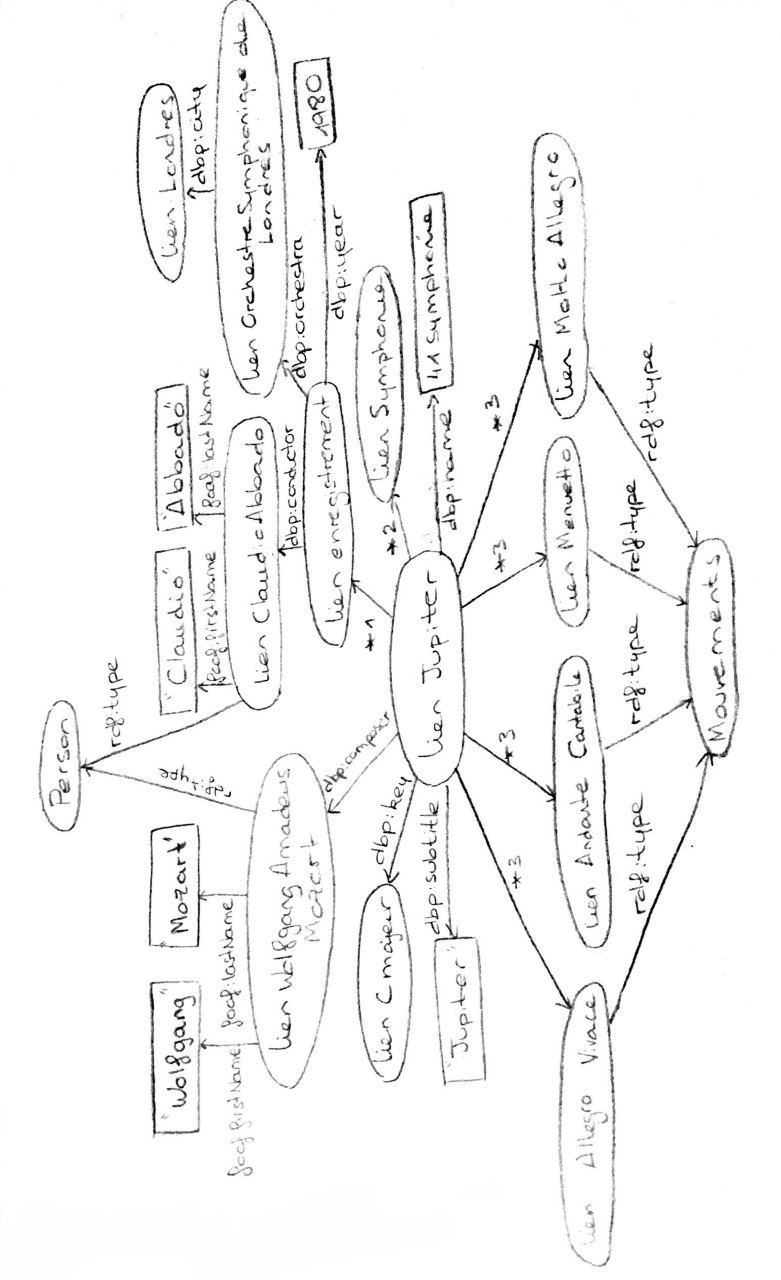 Person
rdf:type
rdf:type
"Wolfgang"
"Mozart"
"Claudio"
"Abbado"
lien Londres
foaf:firstName
foaf:lastName
foaf:firstName
foaf:lastName
dbp:city
lien Wolfgang Amadeus
Mozart
lien Claudio Abbado
lien Orchestre Symphonique de
Londres
dbp:conductor
dbp:orchestra
lien enregistrement
1980
dbp:year
dbp:composer
*1
lien C majeur
dbp:key
*2
lien Symphonie
dbp:subtitle
lien Jupiter
41 symphonie
dbp:name
"Jupiter"
*3
*3
*3
*3
lien Allegro Vivace
lien Andante Cantabile
lien Menuetto
lien Molto Allegro
rdf:type
rdf:type
rdf:type
rdf:type
Mouvements